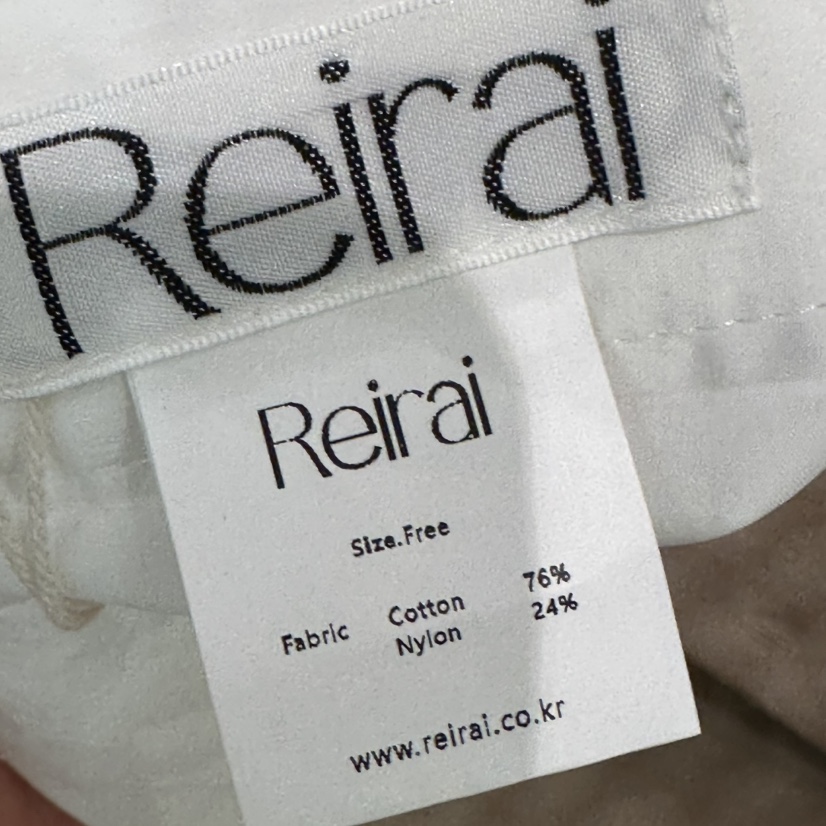 Reirai
Reirai
Size.Free
Fabric Cotton 76%
Nylon 24%
www.reirai.co.kr